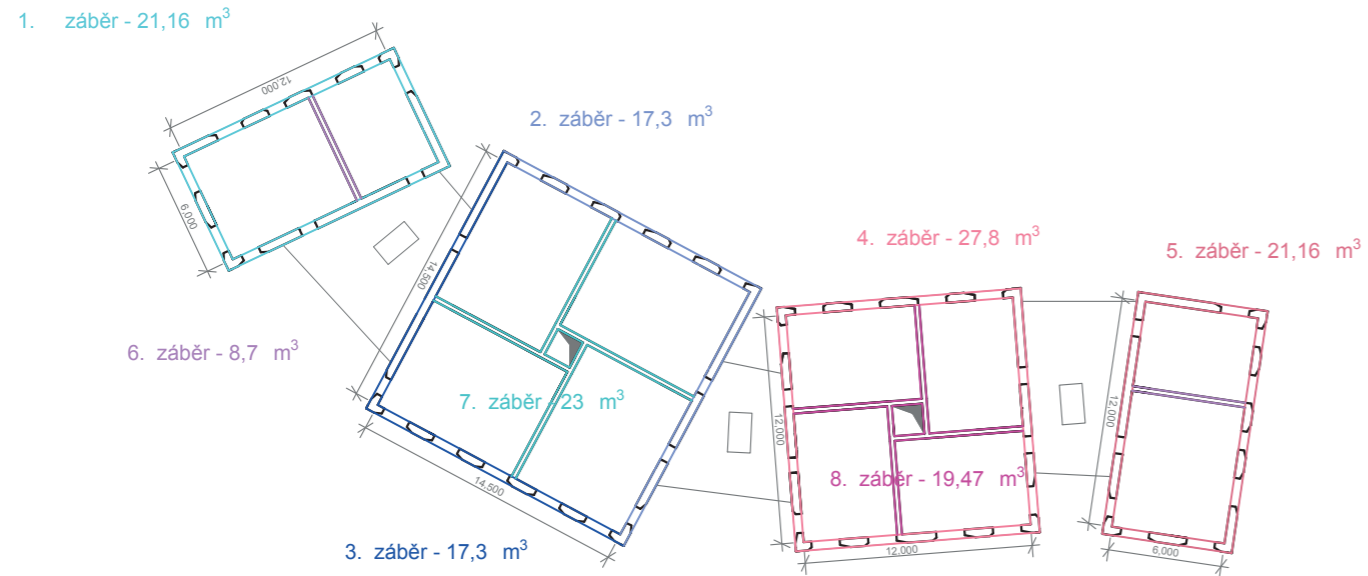 1. záběr - 21,16 m³
12,000
6,000
2. záběr - 17,3 m³
14,500
4. záběr - 27,8 m³
5. záběr - 21,16 m³
6. záběr - 8,7 m³
7. záběr - 23 m³
12,000
12,000
8. záběr - 19,47 m³
14,500
3. záběr - 17,3 m³
12,000
6,000